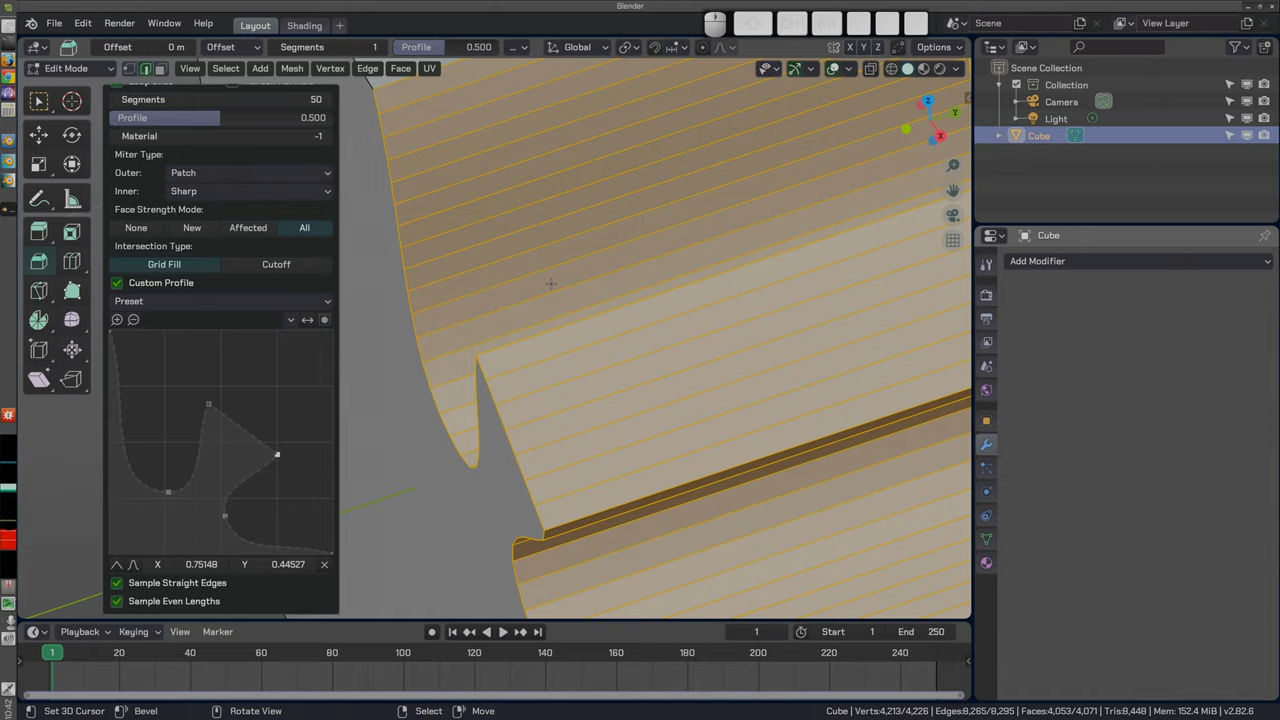 Blender
File Edit Render Window Help Layout Shading + Scene View Layer
Offset 0 m Offset Segments 1 Profile 0.500 Global X Y Z Options
Edit Mode View Select Add Mesh Vertex Edge Face UV
Scene Collection
Collection
Camera
Light
Cube
Segments 50
Profile 0.500
Material -1
Miter Type:
Outer: Patch
Inner: Sharp
Face Strength Mode:
None New Affected All
Intersection Type:
Grid Fill Cutoff
Custom Profile
Preset
X 0.75148 Y 0.44527
Sample Straight Edges
Sample Even Lengths
Z
Y
X
Cube
Add Modifier
Playback Keying View Marker 1 Start 1 End 250
1 20 40 60 80 100 120 140 160 180 200 220 240
10:42
Set 3D Cursor Bevel Rotate View Select Move Cube | Verts:4,213/4,226 | Edges:8,265/8,295 | Faces:4,053/4,071 | Tris:8,448 | Mem: 152.4 MiB | v2.82.6